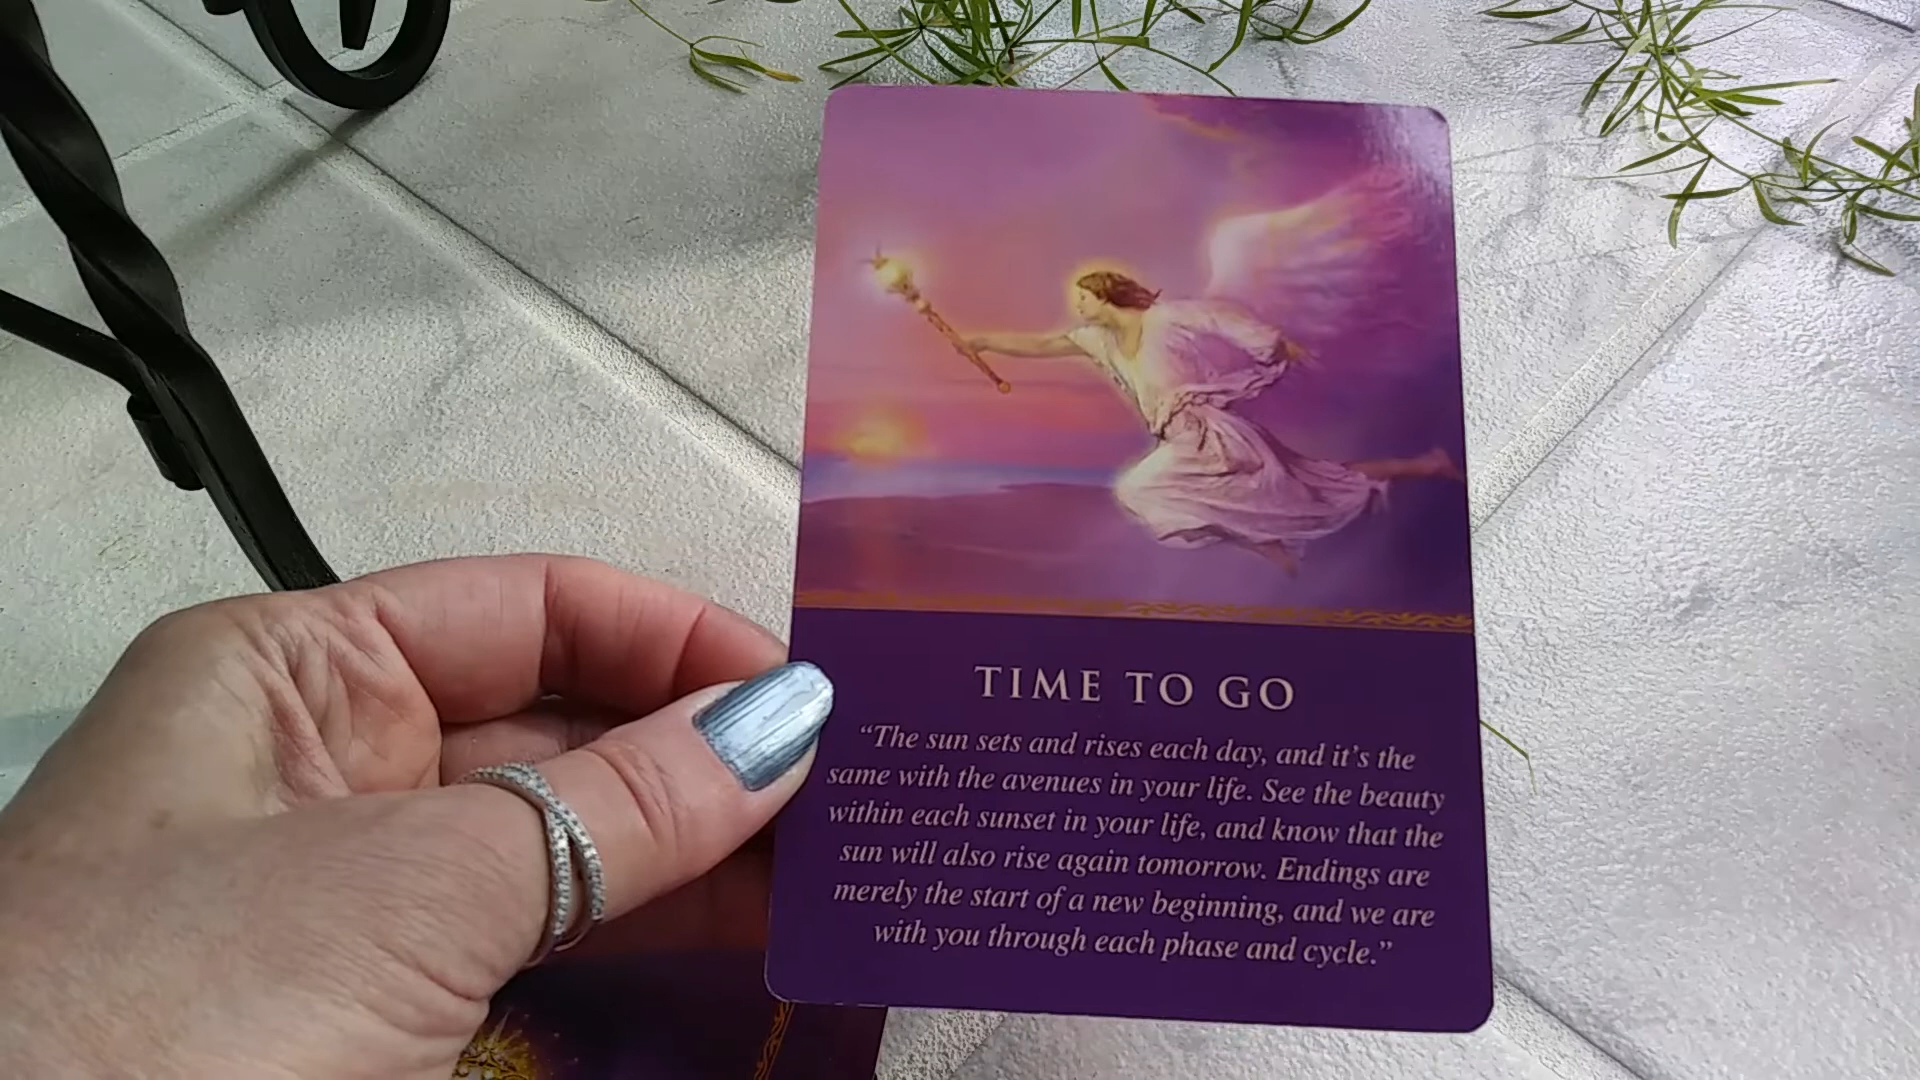 TIME TO GO
“The sun sets and rises each day, and it’s the
same with the avenues in your life. See the beauty
within each sunset in your life, and know that the
sun will also rise again tomorrow. Endings are
merely the start of a new beginning, and we are
with you through each phase and cycle.”